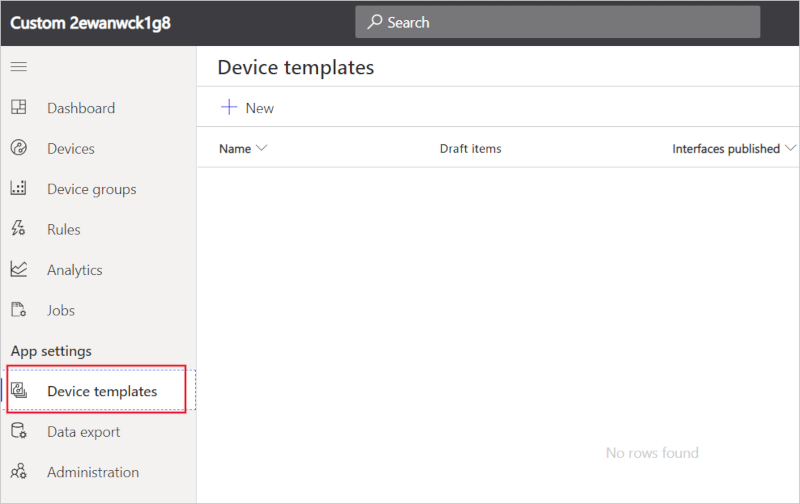 Custom 2ewanwck1g8
Search
Dashboard
Devices
Device groups
Rules
Analytics
Jobs
App settings
Device templates
Data export
Administration
Device templates
New
Name Draft items Interfaces published
No rows found